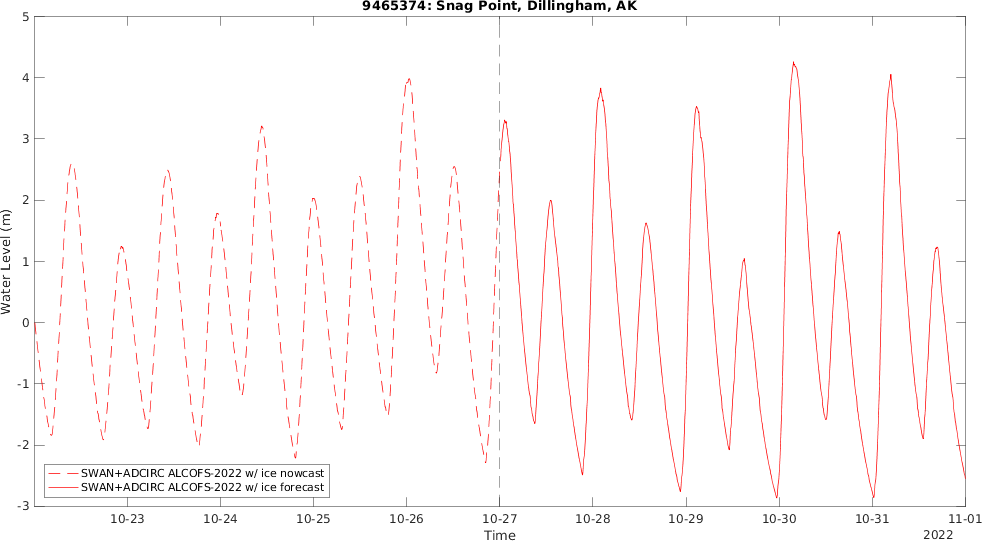 9465374: Snag Point, Dillingham, AK
5
4
3
2
1
0
-1
-2
-3
Water Level (m)
SWAN+ADCIRC ALCOFS-2022 w/ ice nowcast
SWAN+ADCIRC ALCOFS-2022 w/ ice forecast
10-23 10-24 10-25 10-26 10-27 10-28 10-29 10-30 10-31 11-01
Time
2022